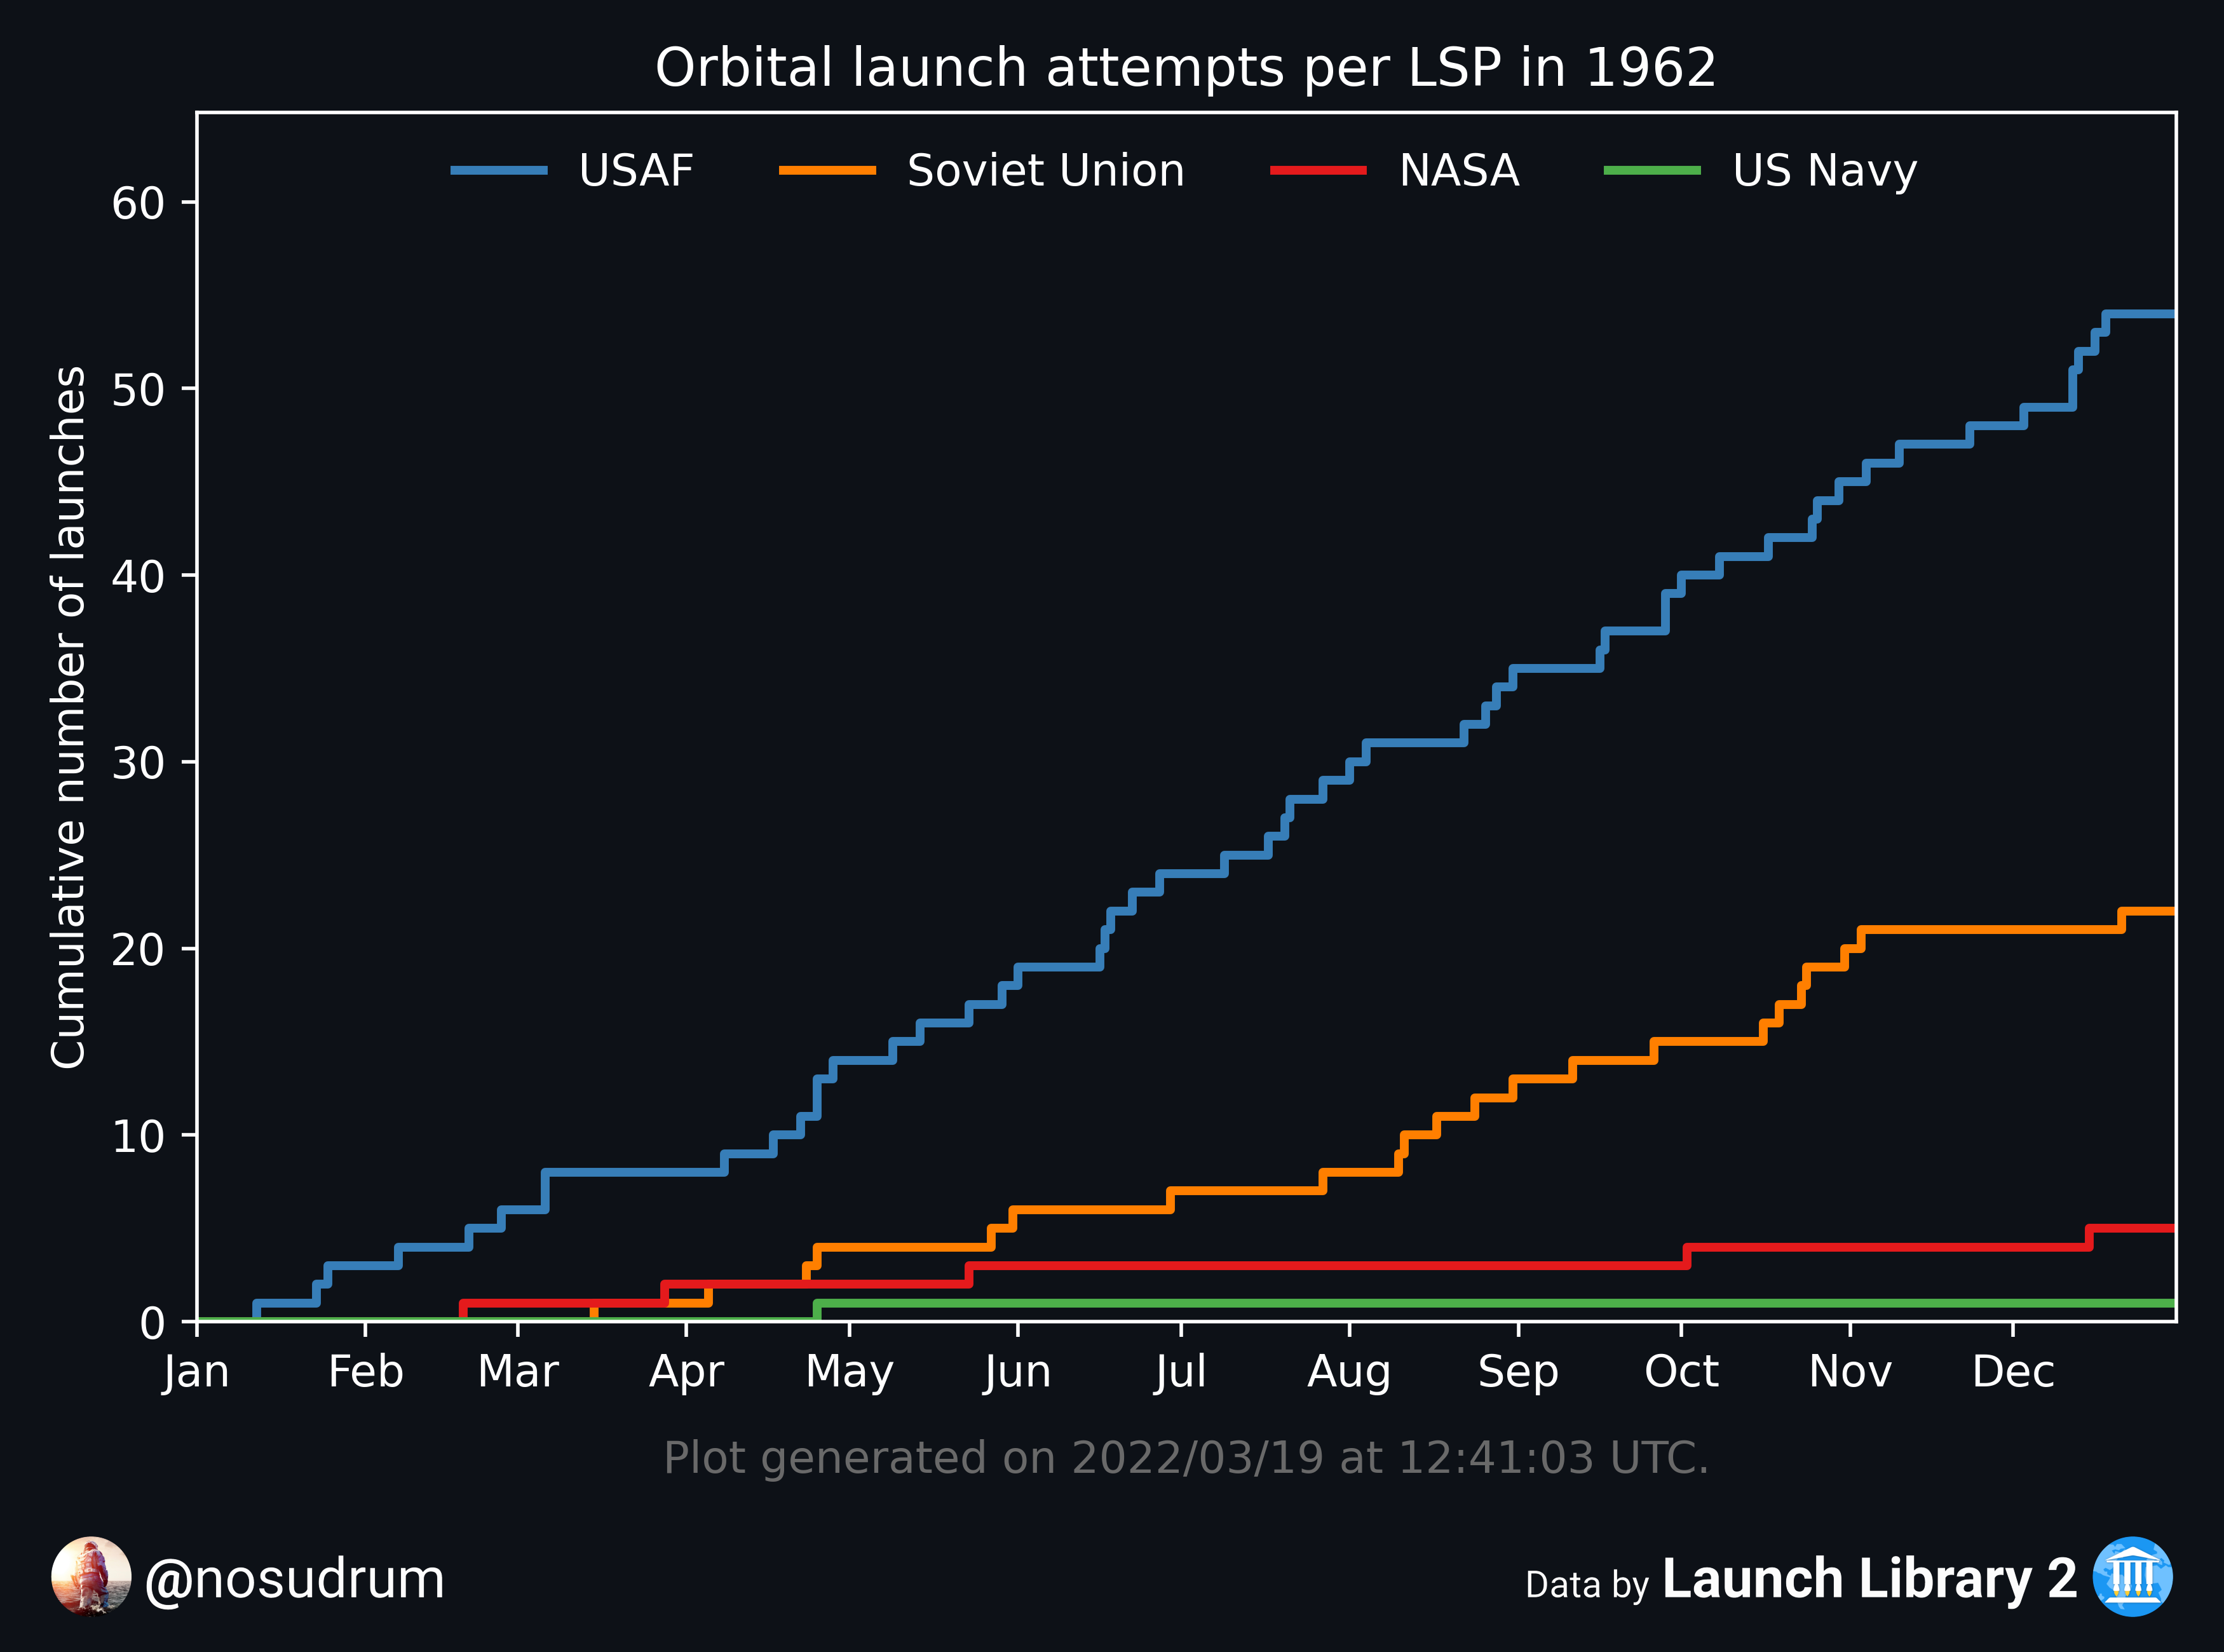 Orbital launch attempts per LSP in 1962
USAF Soviet Union NASA US Navy
Cumulative number of launches
60
50
40
30
20
10
0
Jan Feb Mar Apr May Jun Jul Aug Sep Oct Nov Dec
Plot generated on 2022/03/19 at 12:41:03 UTC.
@nosudrum
Data by Launch Library 2